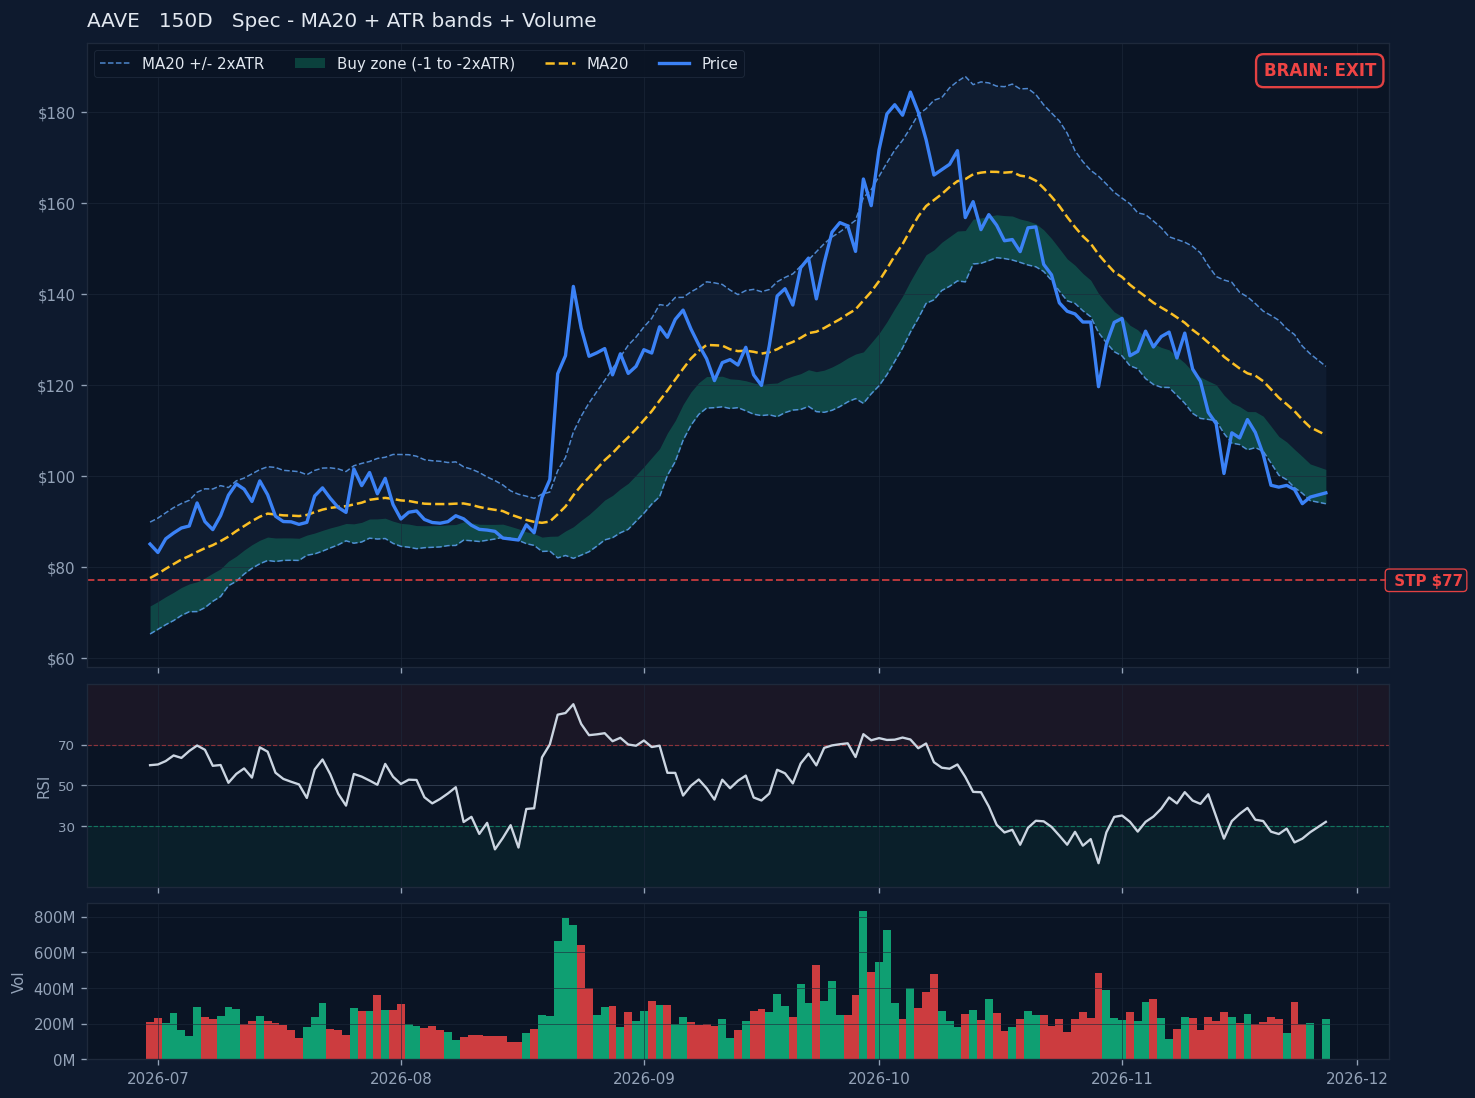 AAVE   150D   Spec - MA20 + ATR bands + Volume
MA20 +/- 2xATR
Buy zone (-1 to -2xATR)
MA20
Price
BRAIN: EXIT
$180
$160
$140
$120
$100
$80
$60
STP $77
RSI
70
50
30
Vol
800M
600M
400M
200M
0M
2026-07
2026-08
2026-09
2026-10
2026-11
2026-12